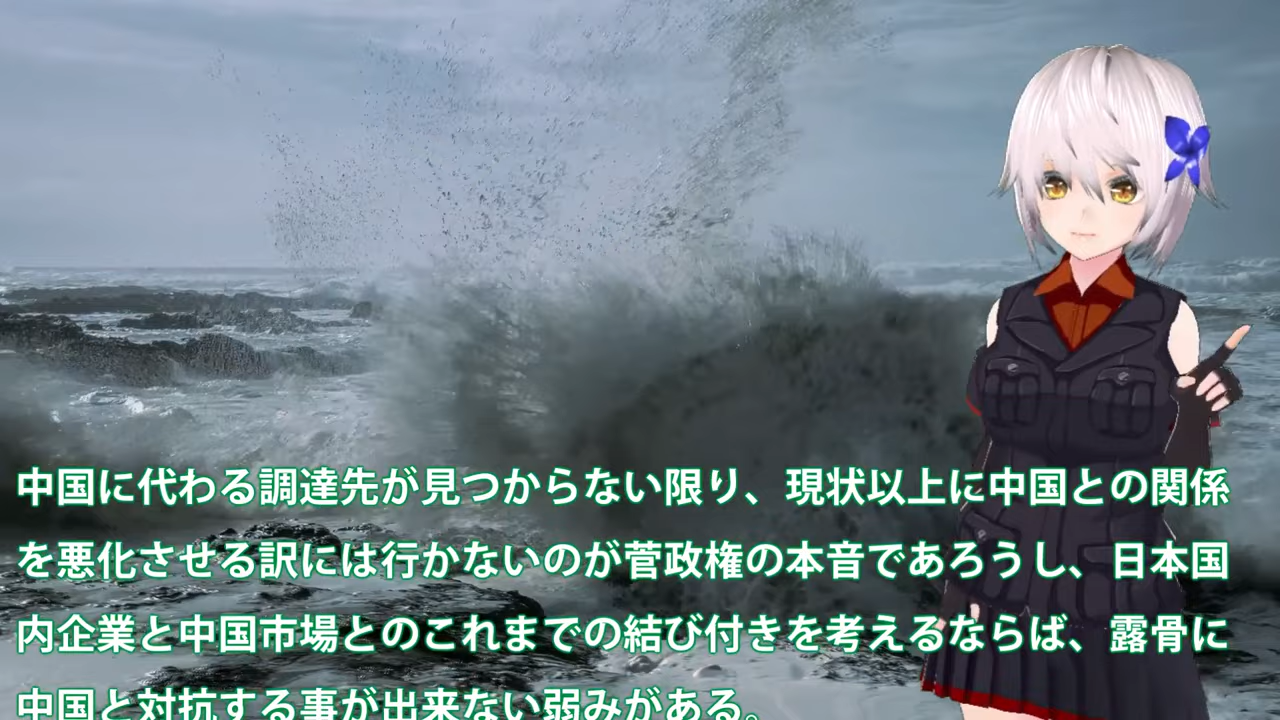 中国に代わる調達先が見つからない限り、現状以上に中国との関係
を悪化させる訳には行かないのが菅政権の本音であろうし、日本国
内企業と中国市場とのこれまでの結び付きを考えるならば、露骨に
中国と対抗する事が出来ない弱みがある。